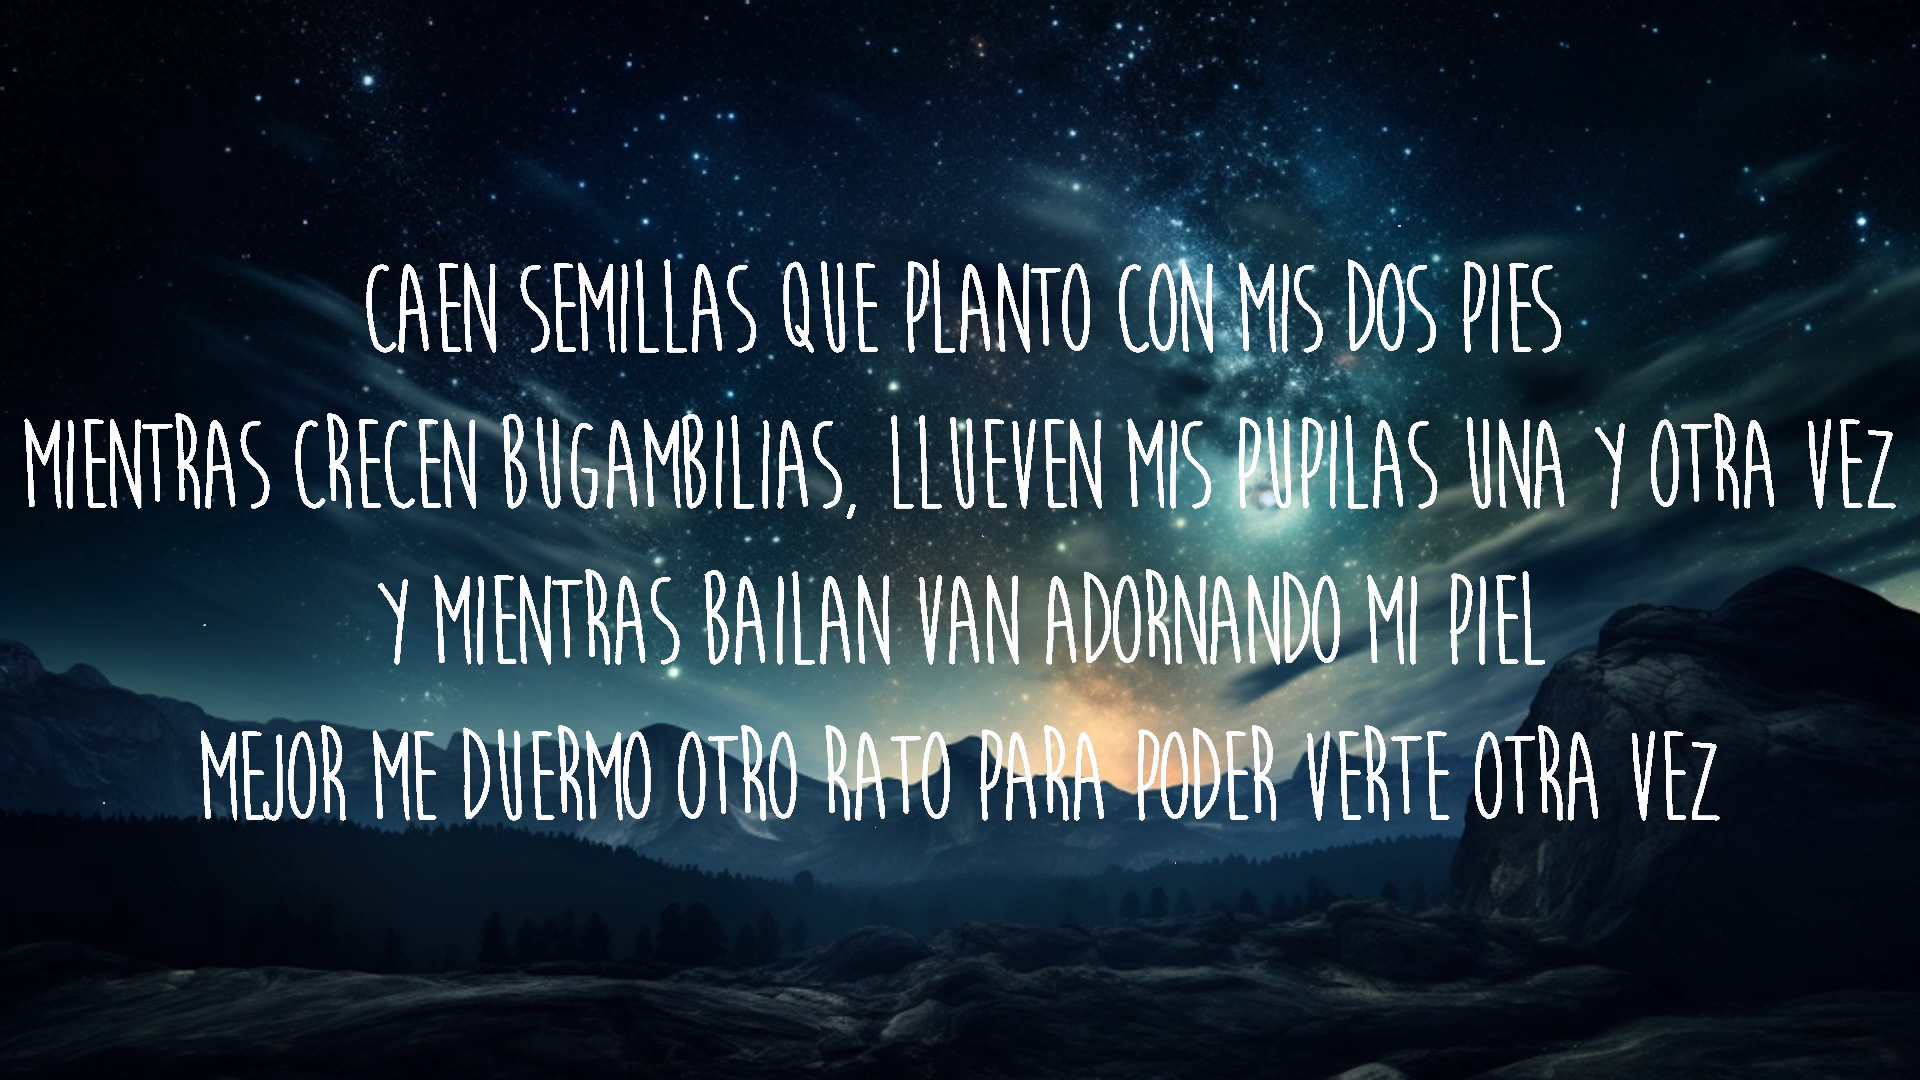 CAEN SEMILLAS QUE PLANTO CON MIS DOS PIES
MIENTRAS CRECEN BUGAMBILIAS, LLUEVEN MIS PUPILAS UNA Y OTRA VEZ
Y MIENTRAS BAILAN VAN ADORNANDO MI PIEL
MEJOR ME DUERMO OTRO RATO PARA PODER VERTE OTRA VEZ